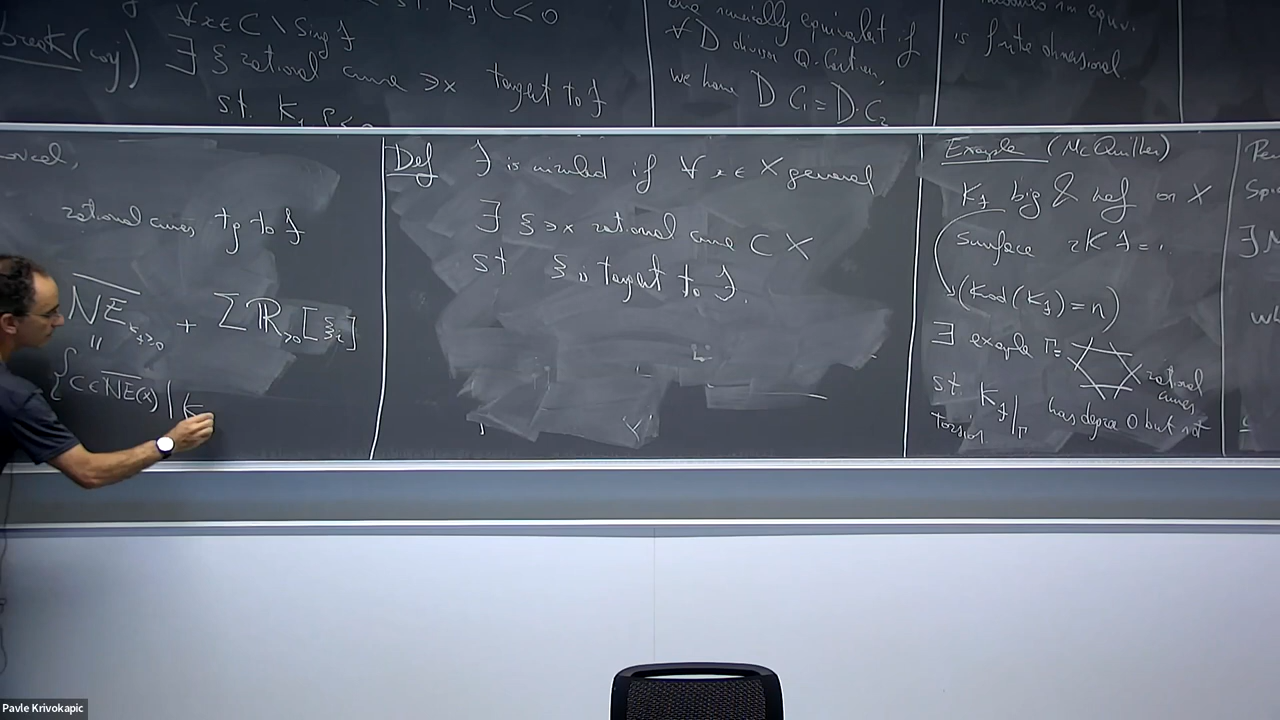 ∀x∈C \ Sing F
break (conj) ∃ ξ rational curve ∋x tangent to F
s.t. K_F
numerically equivalent if
∀ D divisor Q-Cartier,
we have D C₁ = D·C₂
is finite dimensional.
rational curves tg to F
NE_{K_F≥0} + Σ ℝ_{>0} [ξ_i]
"
{C∈NE(X) | K
Def F is uniruled if ∀ x∈X general
∃ ξ∋x rational curve ⊂ X
st ξ is tangent to F.
Example (McQuillan)
K_F big & nef on X
surface rk F = 1
(Kod (K_F) = n)
∃ example Γ= rational curves
st. K_F|_Γ has degree 0 but not
torsion.
∃
Pavle Krivokapic